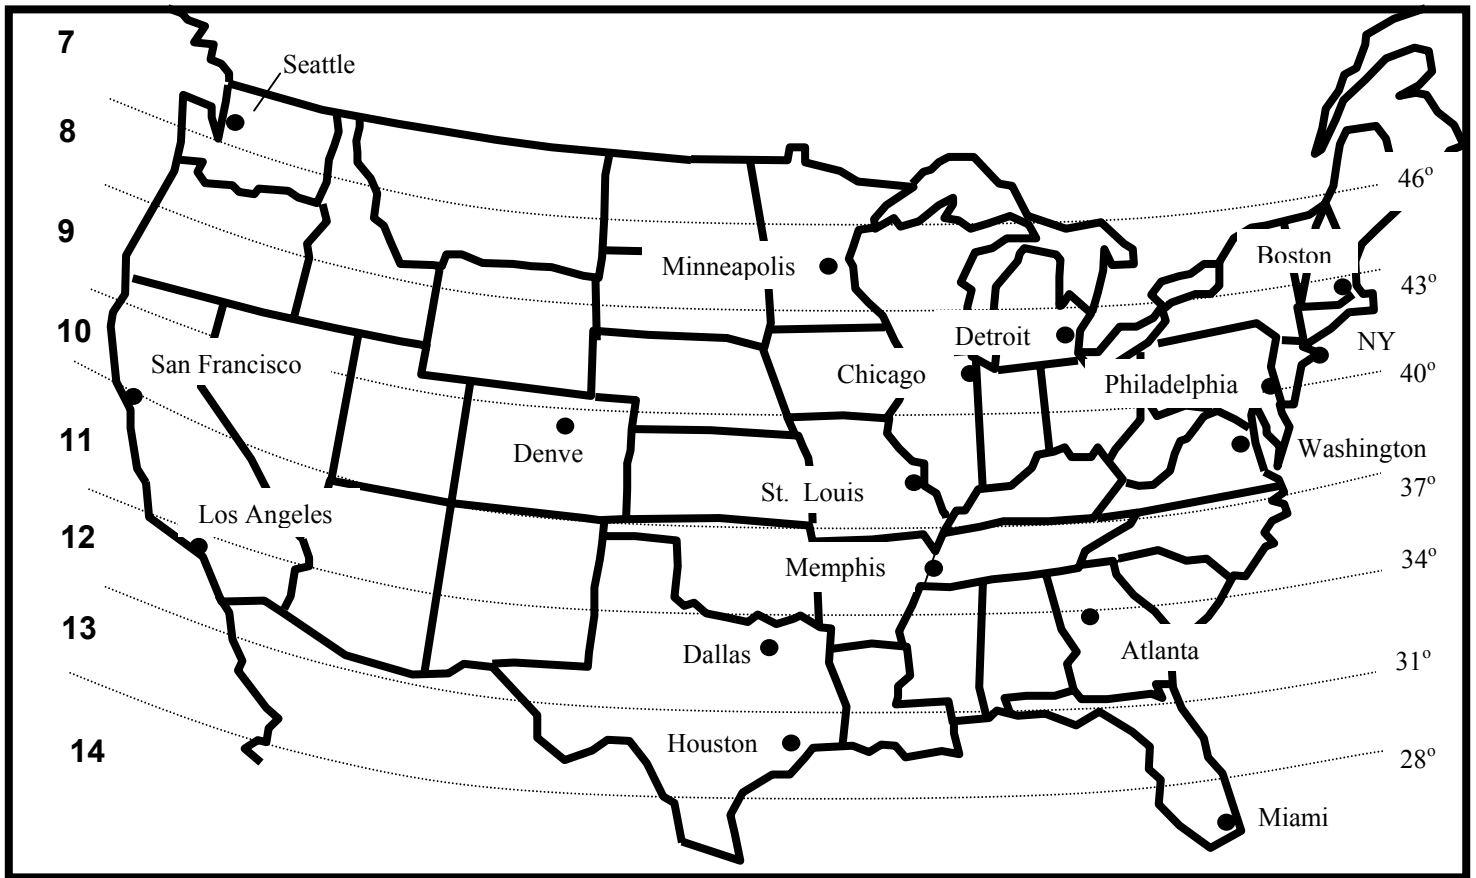 7
Seattle
8
46º
9
Boston
Minneapolis
43º
10
Detroit
NY
San Francisco
Chicago
40º
Philadelphia
11
Washington
Denve
37º
St. Louis
Los Angeles
12
34º
Memphis
13
Atlanta
31º
Dallas
Houston
14
28º
Miami